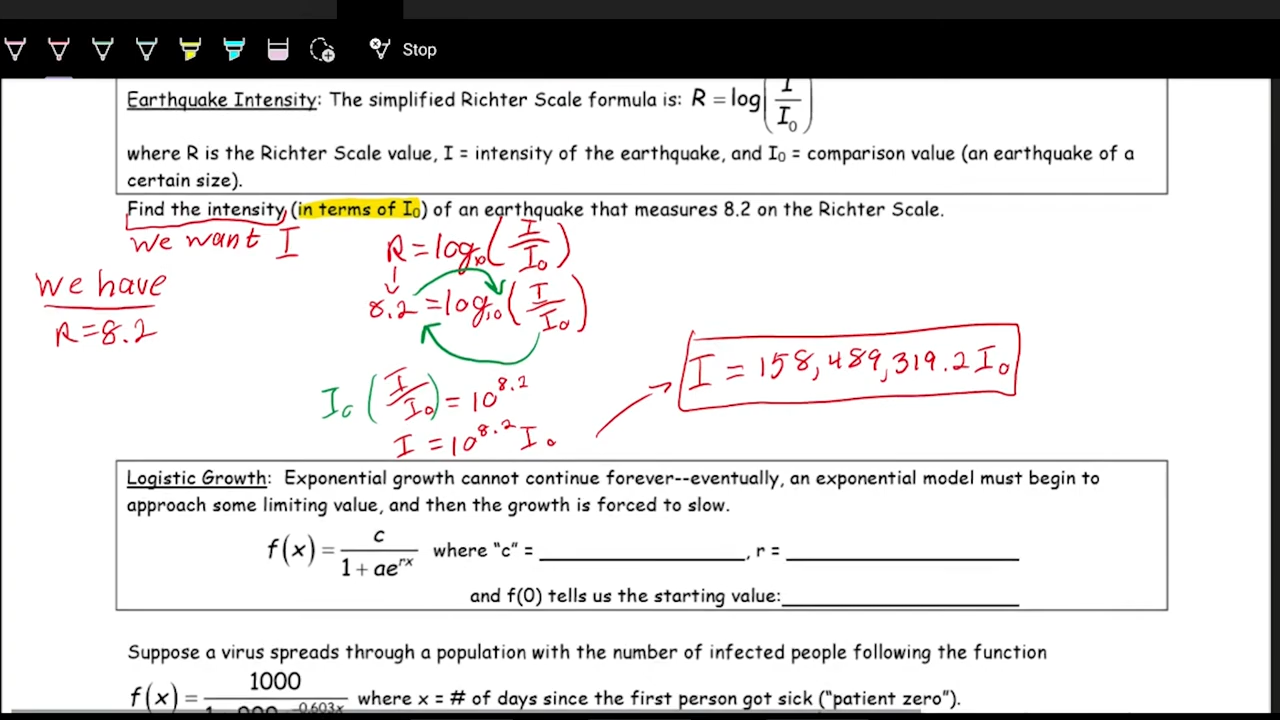 Stop
Earthquake Intensity: The simplified Richter Scale formula is: R = log(I/I₀)
where R is the Richter Scale value, I = intensity of the earthquake, and I₀ = comparison value (an earthquake of a
certain size).
Find the intensity (in terms of I₀) of an earthquake that measures 8.2 on the Richter Scale.
We want I
R = log₁₀(I/I₀)
We have
R = 8.2
8.2 = log₁₀(I/I₀)
I₀(I/I₀) = 10^8.2
I = 10^8.2 I₀
I = 158,489,319.2 I₀
Logistic Growth: Exponential growth cannot continue forever--eventually, an exponential model must begin to
approach some limiting value, and then the growth is forced to slow.
f(x) = c/(1 + ae^(rx)) where "c" = ____________, r = ____________
and f(0) tells us the starting value: ____________
Suppose a virus spreads through a population with the number of infected people following the function
f(x) = 1000/ -0.603x where x = # of days since the first person got sick ("patient zero").